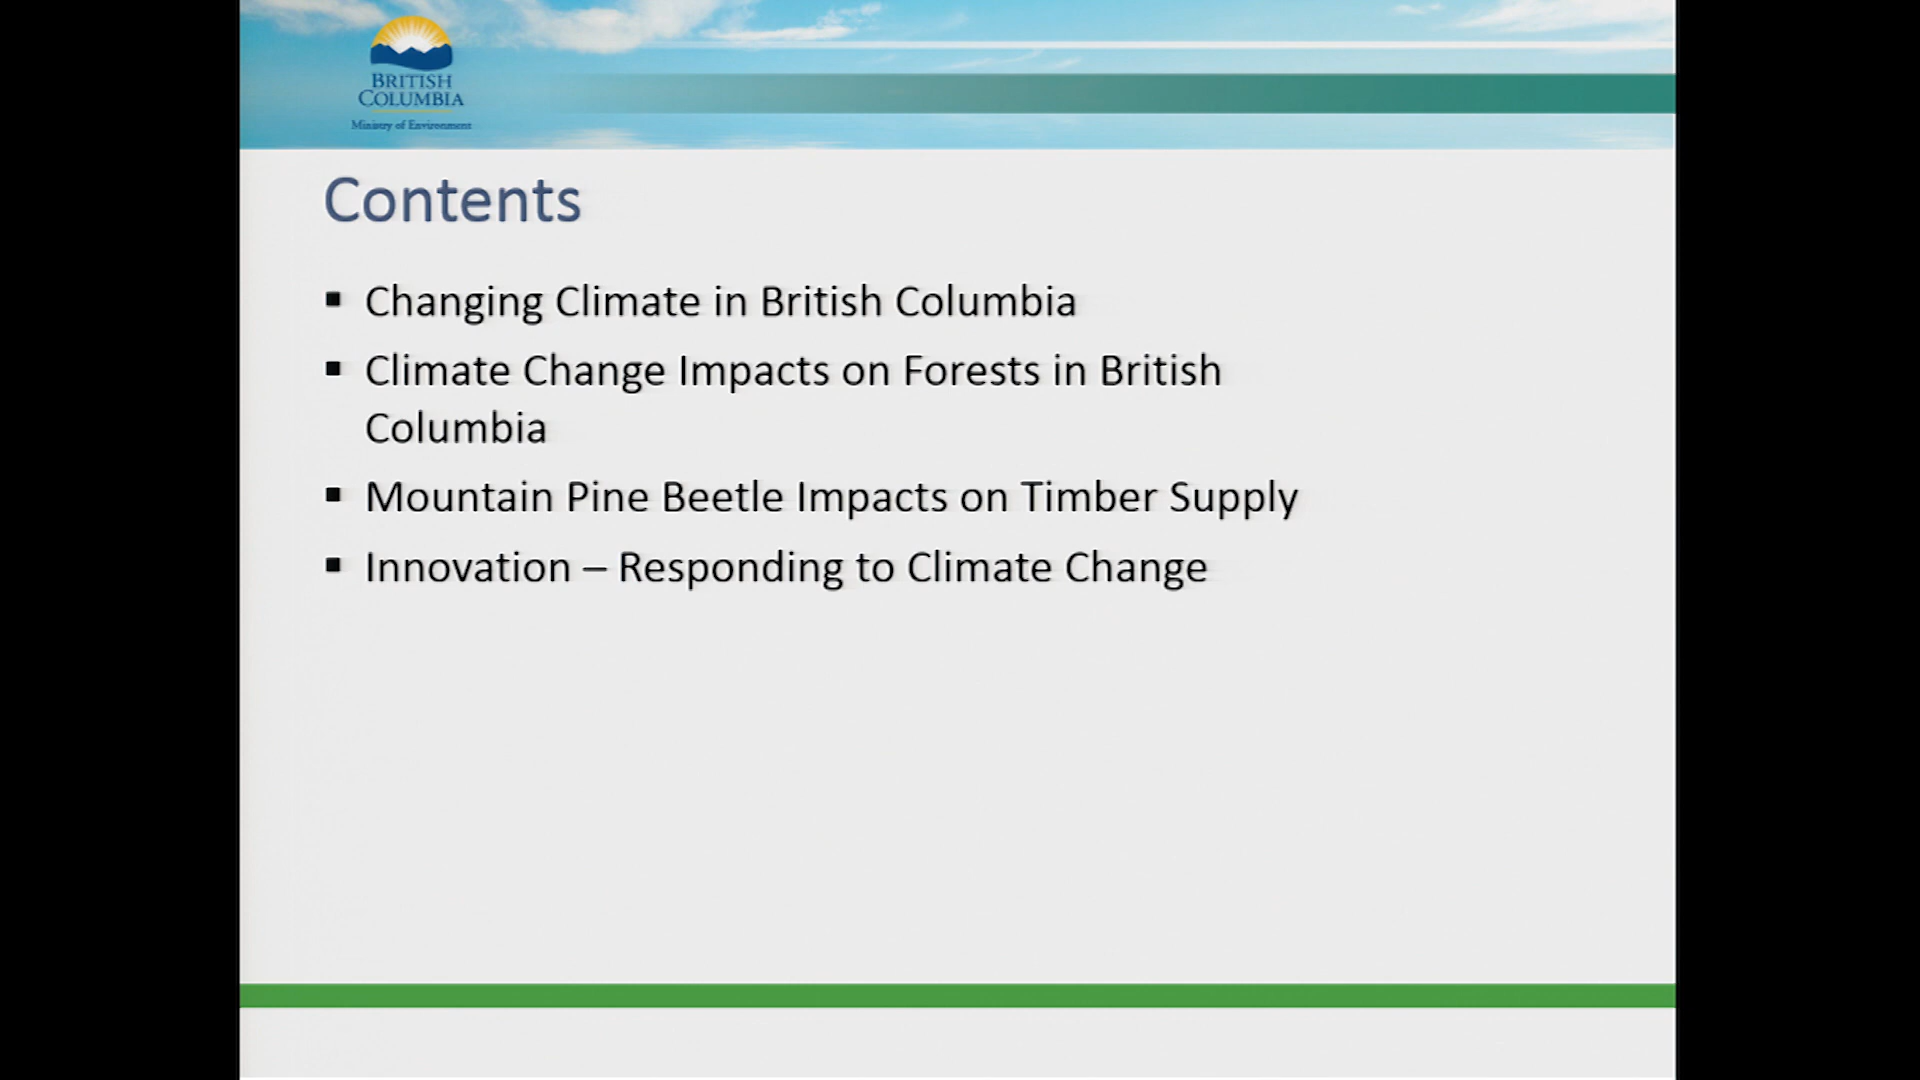 BRITISH
COLUMBIA
Ministry of Environment
Contents
▪ Changing Climate in British Columbia
▪ Climate Change Impacts on Forests in British
Columbia
▪ Mountain Pine Beetle Impacts on Timber Supply
▪ Innovation – Responding to Climate Change